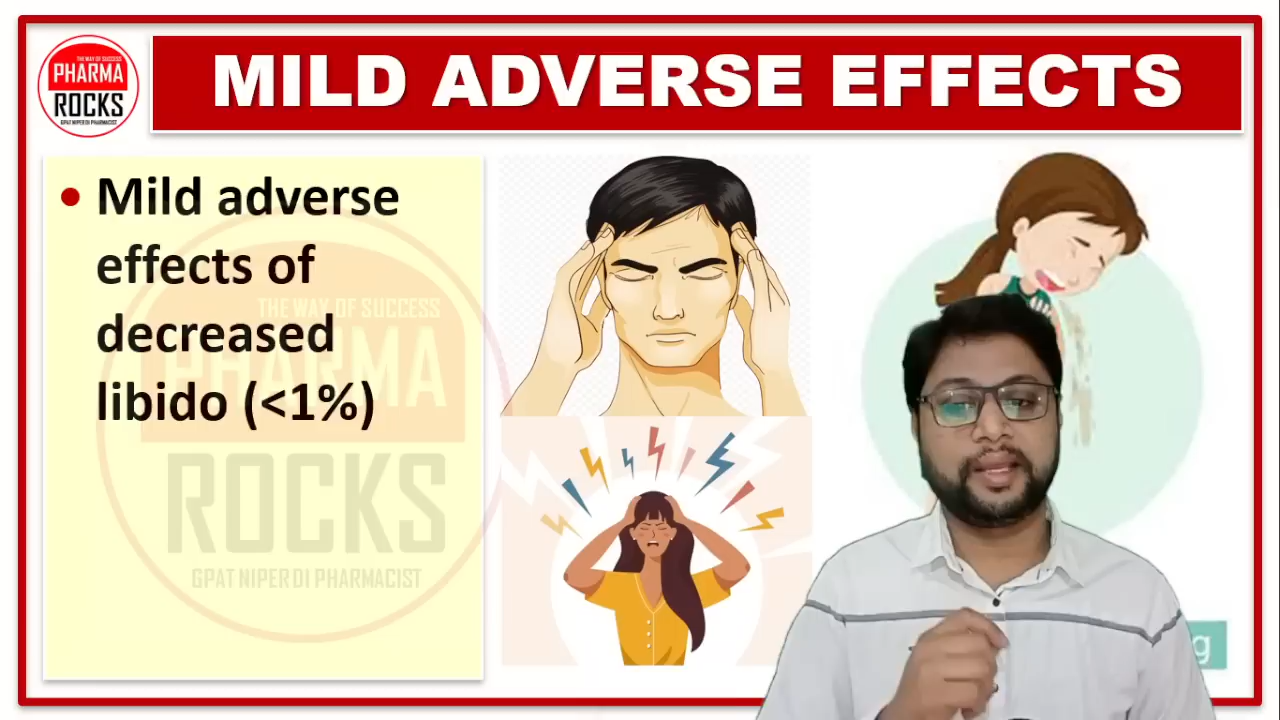 THE WAY OF SUCCESS
PHARMA
ROCKS
GPAT NIPER DI PHARMACIST
MILD ADVERSE EFFECTS
• Mild adverse
effects of
decreased
libido (<1%)
THE WAY OF SUCCESS
PHARMA
ROCKS
GPAT NIPER DI PHARMACIST